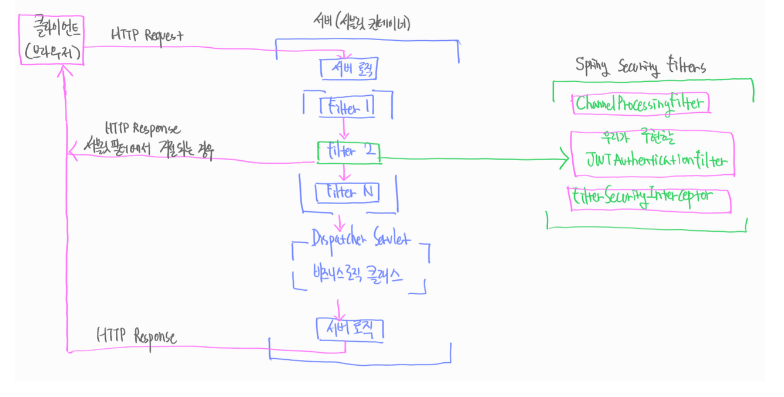 클라이언트
(브라우저)
HTTP Request
서버 (서블릿 컨테이너)
서버 로직
Filter 1
HTTP Response
서블릿 필터에서 거절되는 경우
Filter 2
Filter N
Dispatcher Servlet
비즈니스로직 클래스
서버 로직
HTTP Response
Spring Security Filters
ChannelProcessingFilter
우리가 구현할
JWTAuthenticationFilter
FilterSecurityInterceptor